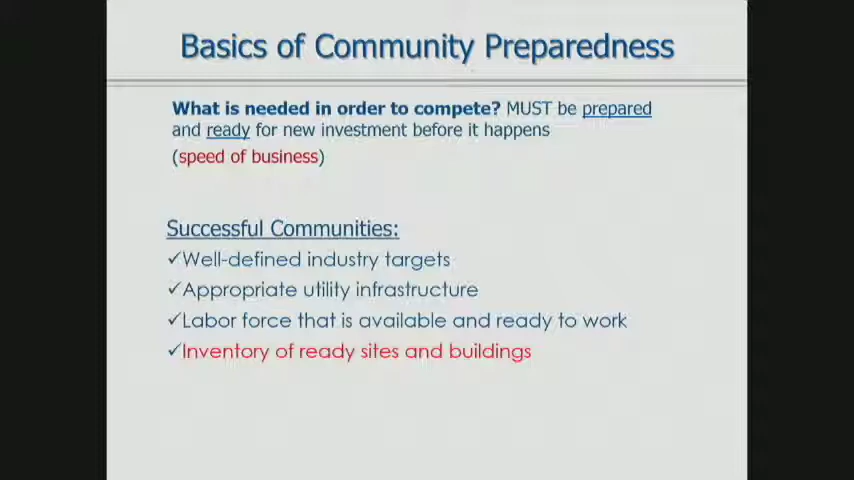 Basics of Community Preparedness
What is needed in order to compete? MUST be prepared
and ready for new investment before it happens
(speed of business)
Successful Communities:
✓Well-defined industry targets
✓Appropriate utility infrastructure
✓Labor force that is available and ready to work
✓Inventory of ready sites and buildings